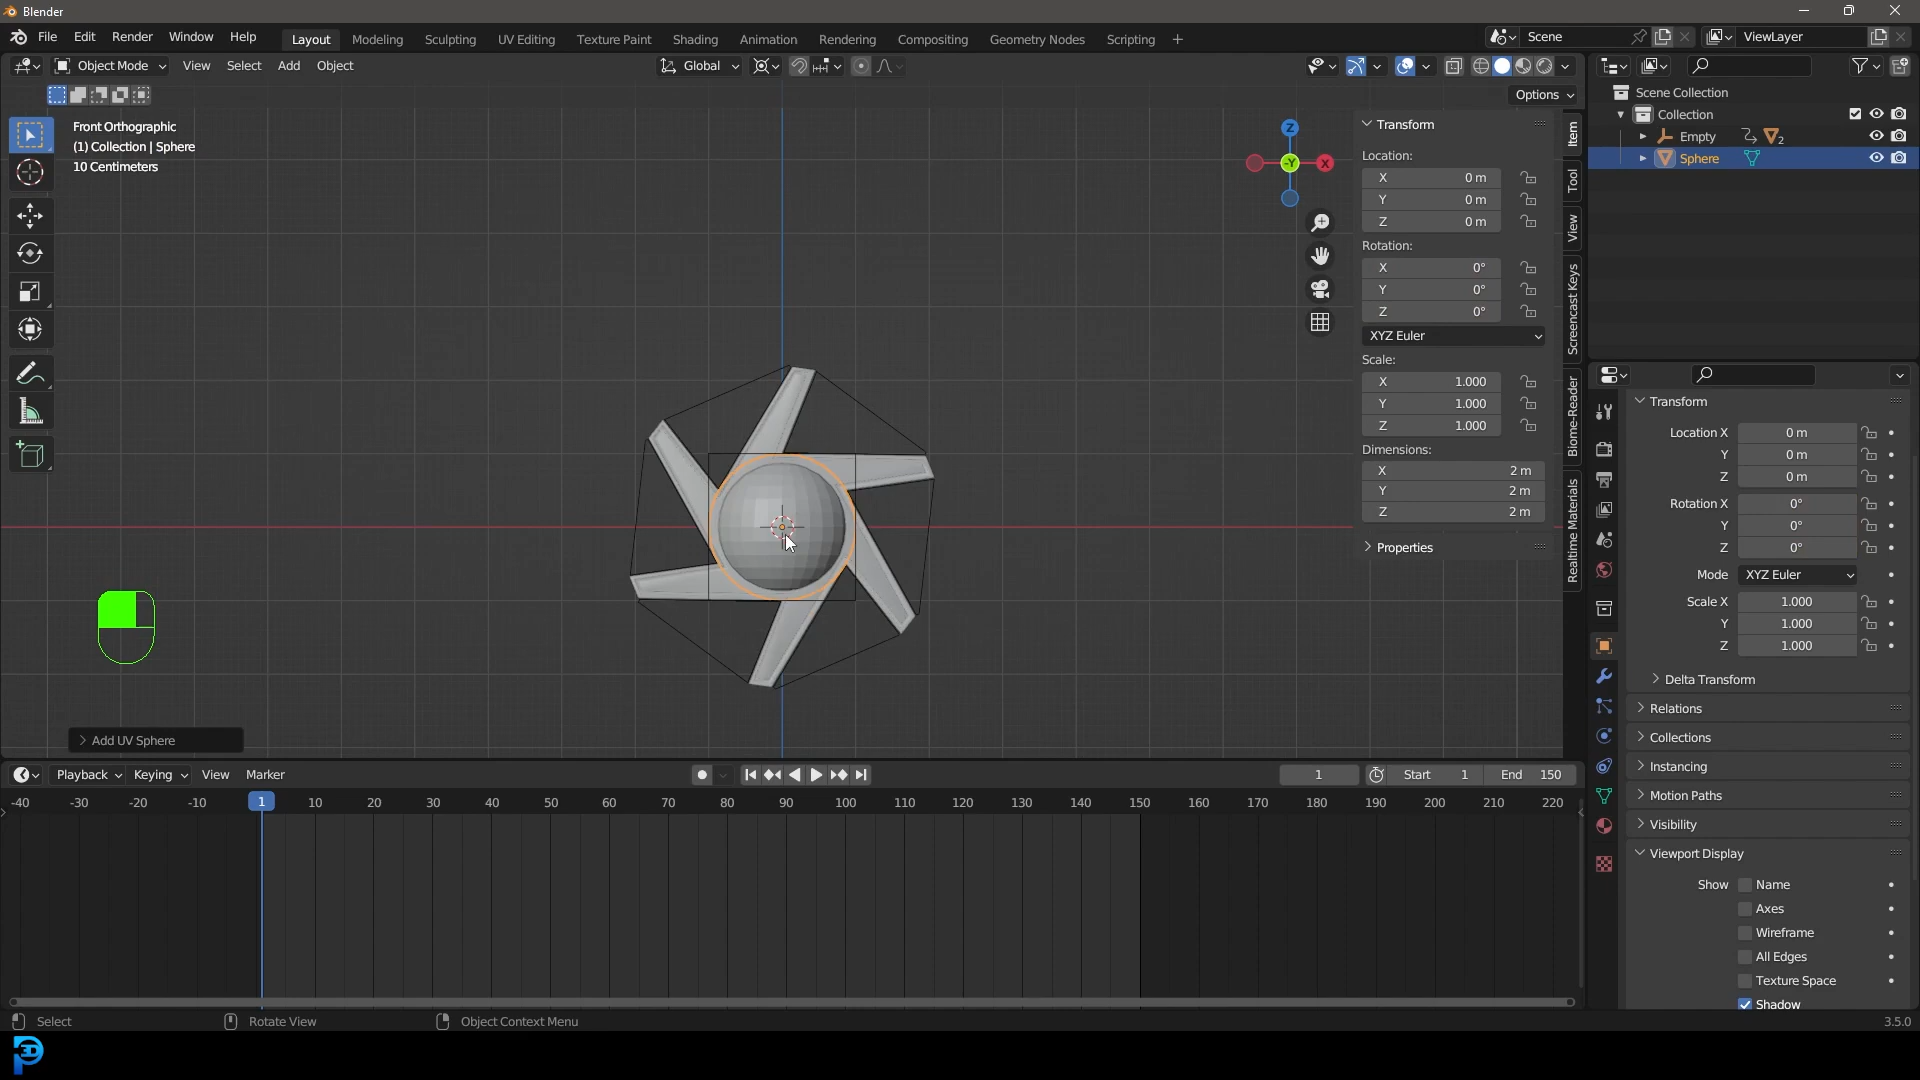 Blender
File Edit Render Window Help Layout Modeling Sculpting UV Editing Texture Paint Shading Animation Rendering Compositing Geometry Nodes Scripting + Scene ViewLayer
Object Mode View Select Add Object Global
Options
Front Orthographic
(1) Collection | Sphere
10 Centimeters
Z
-Y X
Transform
Location:
X 0 m
Y 0 m
Z 0 m
Rotation:
X 0°
Y 0°
Z 0°
XYZ Euler
Scale:
X 1.000
Y 1.000
Z 1.000
Dimensions:
X 2 m
Y 2 m
Z 2 m
Properties
Item
Tool
View
Screencast Keys
Biome-Reader
Realtime Materials
Scene Collection
Collection
Empty 2
Sphere
Transform
Location X 0 m
Y 0 m
Z 0 m
Rotation X 0°
Y 0°
Z 0°
Mode XYZ Euler
Scale X 1.000
Y 1.000
Z 1.000
Delta Transform
Relations
Collections
Instancing
Motion Paths
Visibility
Viewport Display
Show Name
Axes
Wireframe
All Edges
Texture Space
Shadow
Add UV Sphere
Playback Keying View Marker 1 Start 1 End 150
-40 -30 -20 -10 1 10 20 30 40 50 60 70 80 90 100 110 120 130 140 150 160 170 180 190 200 210 220
Select Rotate View Object Context Menu 3.5.0
3D